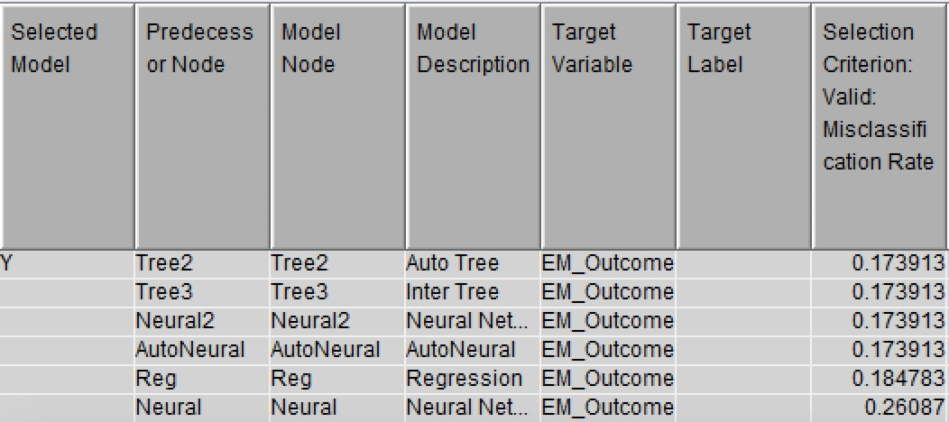 Selected Predecess Model Model Target Target Selection
Model or Node Node Description Variable Label Criterion:
Valid:
Misclassifi
cation Rate
Y Tree2 Tree2 Auto Tree EM_Outcome 0.173913
Tree3 Tree3 Inter Tree EM_Outcome 0.173913
Neural2 Neural2 Neural Net... EM_Outcome 0.173913
AutoNeural AutoNeural AutoNeural EM_Outcome 0.173913
Reg Reg Regression EM_Outcome 0.184783
Neural Neural Neural Net... EM_Outcome 0.26087